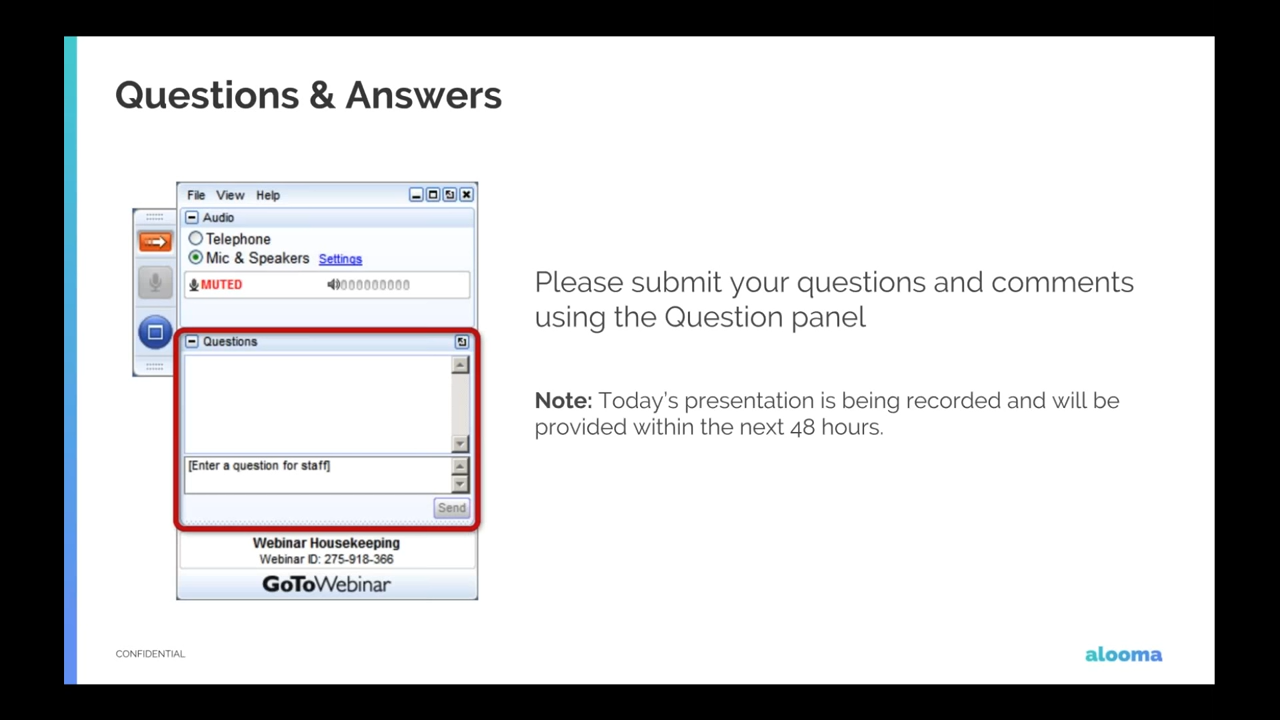 Questions & Answers
File View Help
Audio
Telephone
Mic & Speakers Settings
MUTED
Questions
[Enter a question for staff]
Send
Webinar Housekeeping
Webinar ID: 275-918-366
GoToWebinar
Please submit your questions and comments
using the Question panel
Note: Today's presentation is being recorded and will be
provided within the next 48 hours.
CONFIDENTIAL
alooma